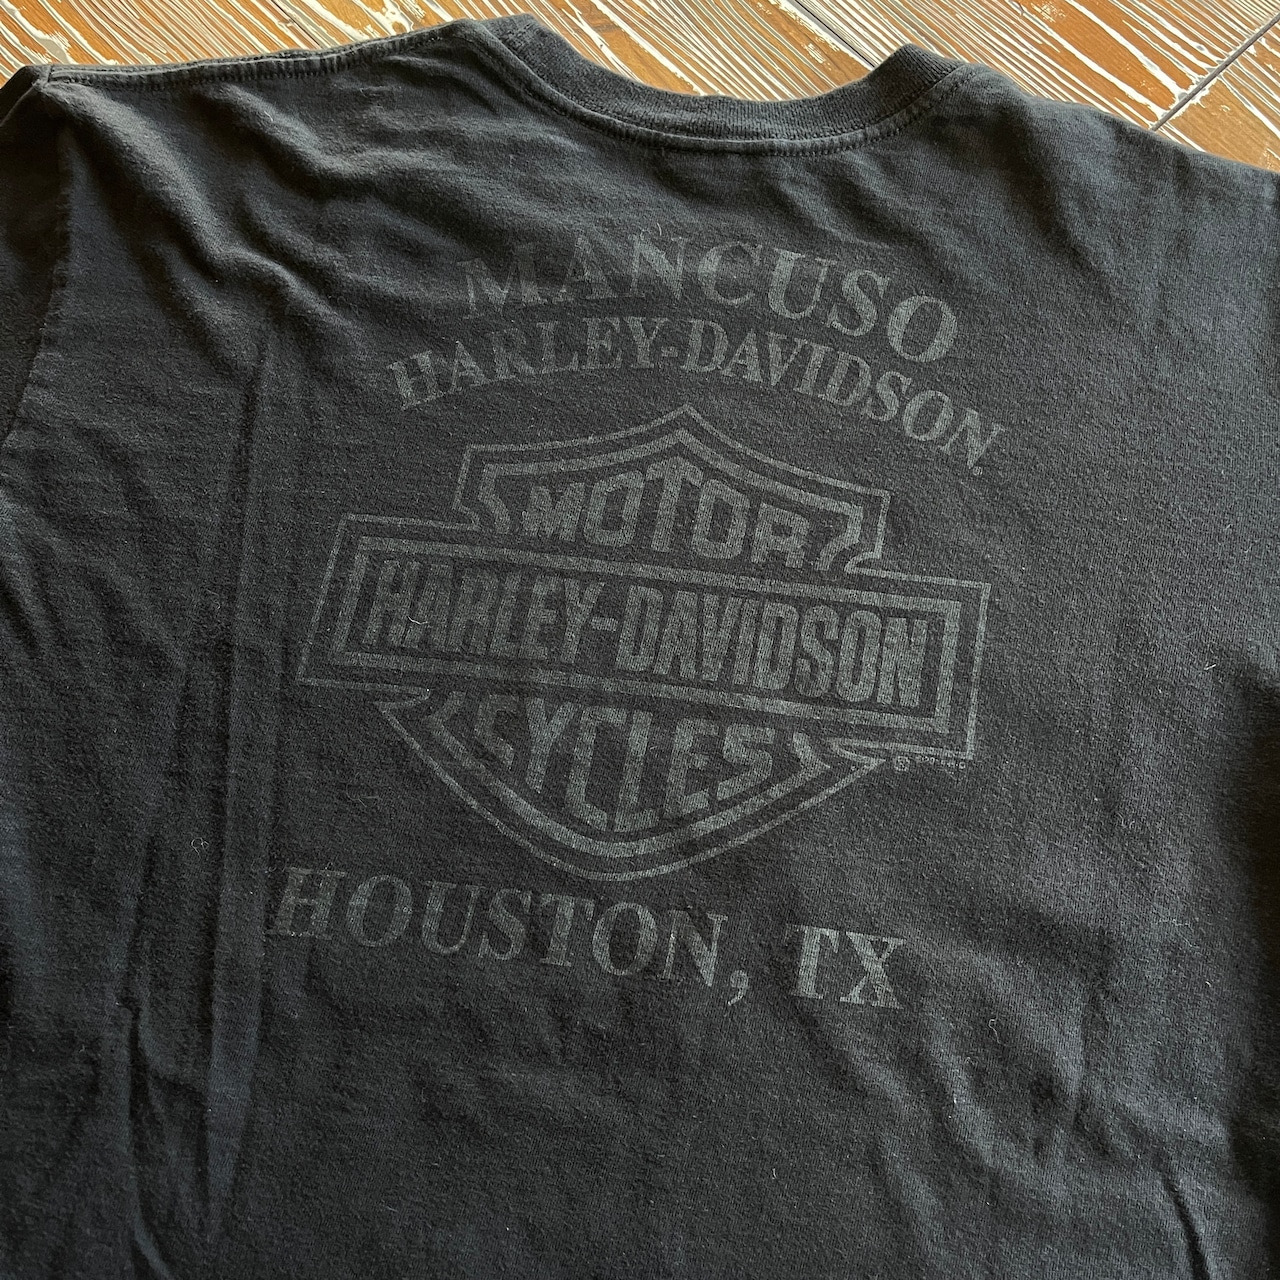 MANCUSO
HARLEY-DAVIDSON®
MOTOR
HARLEY-DAVIDSON
CYCLES
HOUSTON, TX